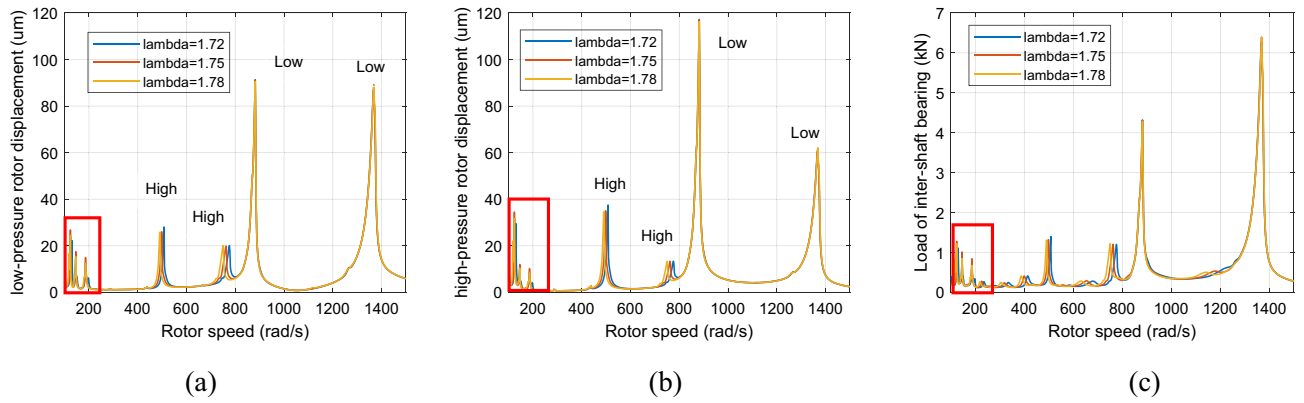 120
100
80
60
40
20
0
low-pressure rotor displacement (um)
lambda=1.72
lambda=1.75
lambda=1.78
High
High
Low
Low
200 400 600 800 1000 1200 1400
Rotor speed (rad/s)
(a)
120
100
80
60
40
20
0
high-pressure rotor displacement (um)
lambda=1.72
lambda=1.75
lambda=1.78
High
High
Low
Low
200 400 600 800 1000 1200 1400
Rotor speed (rad/s)
(b)
7
6
5
4
3
2
1
0
Load of inter-shaft bearing (kN)
lambda=1.72
lambda=1.75
lambda=1.78
200 400 600 800 1000 1200 1400
Rotor speed (rad/s)
(c)